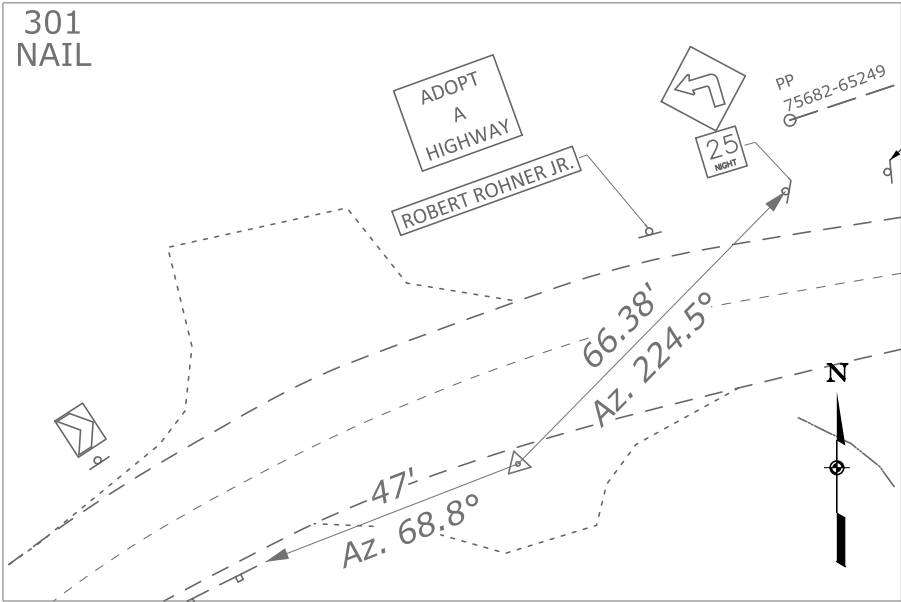 301
NAIL
ADOPT
A
HIGHWAY
ROBERT ROHNER JR.
25
NIGHT
PP
75682-65249
66.38'
Az. 224.5°
N
47'
Az. 68.8°